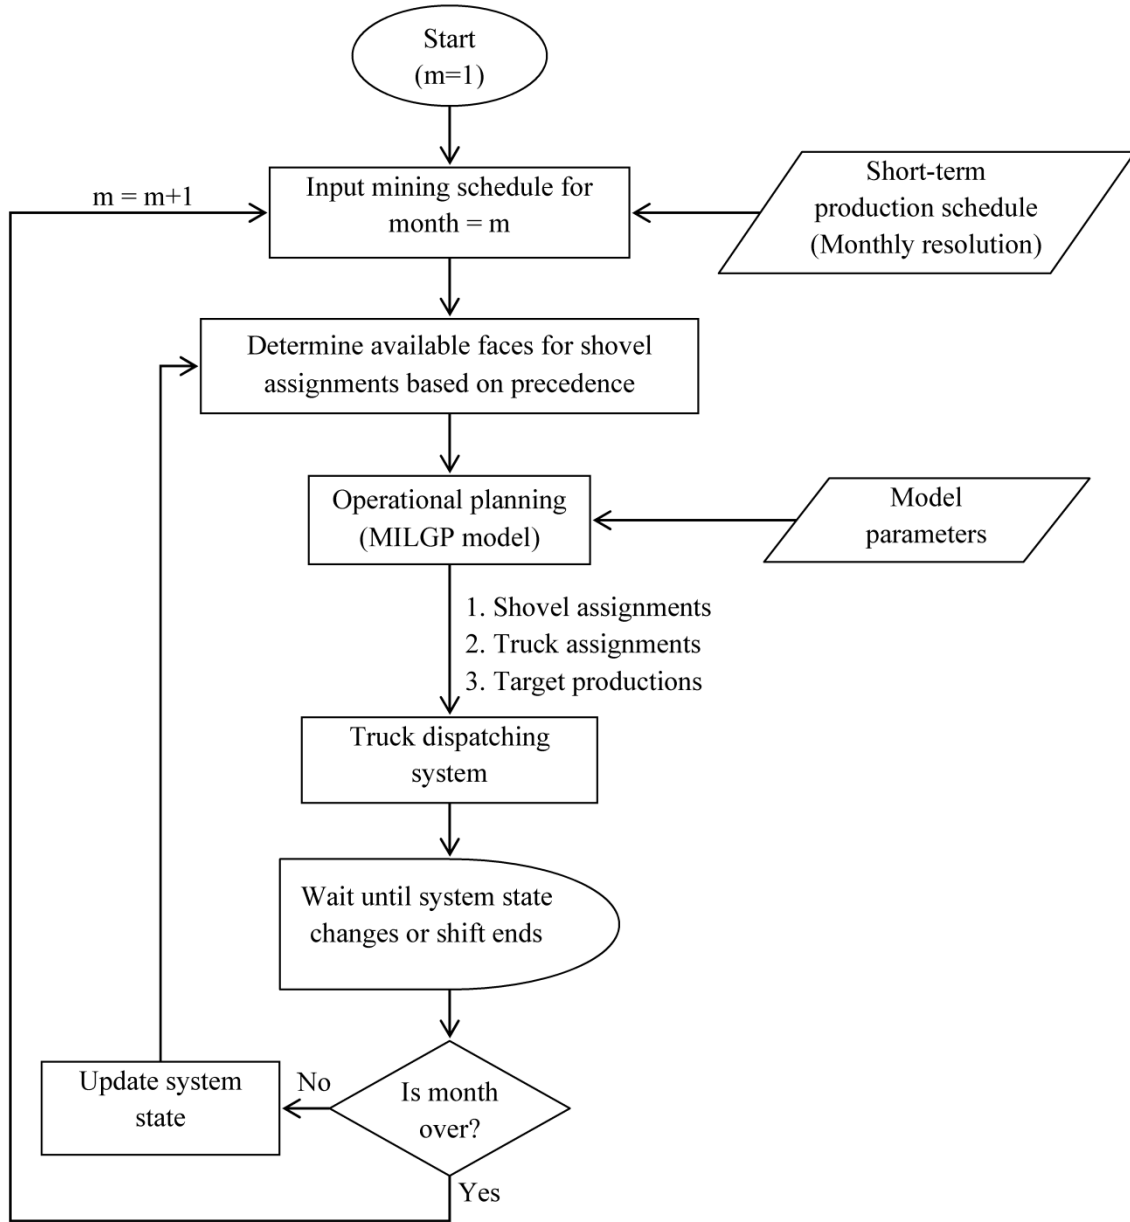 Start
(m=1)
m = m+1
Input mining schedule for
month = m
Short-term
production schedule
(Monthly resolution)
Determine available faces for shovel
assignments based on precedence
Operational planning
(MILGP model)
Model
parameters
1. Shovel assignments
2. Truck assignments
3. Target productions
Truck dispatching
system
Wait until system state
changes or shift ends
Update system
state
No
Is month
over?
Yes